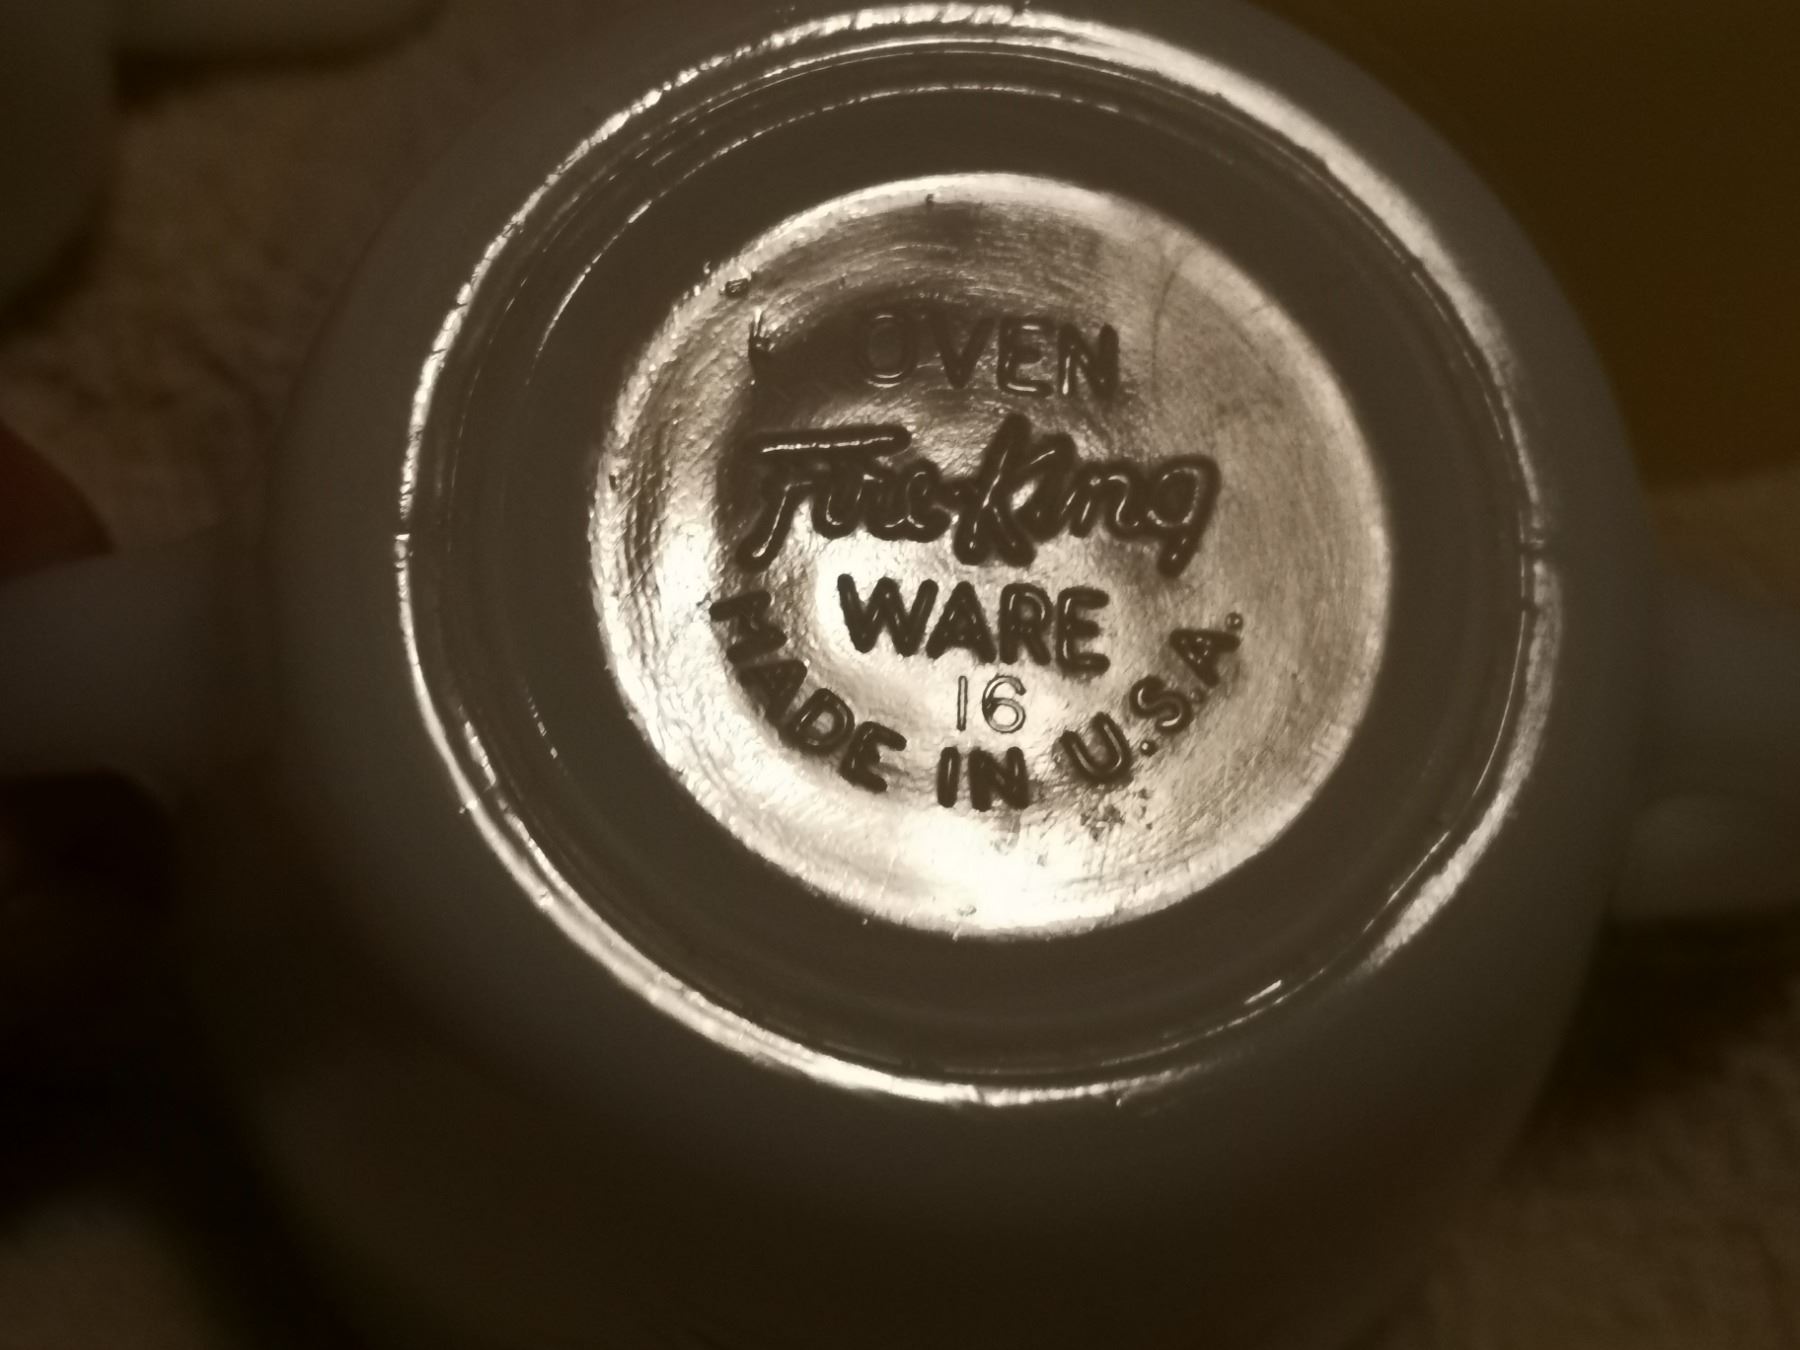 OVEN
Fire-King
WARE
16
MADE IN U.S.A.